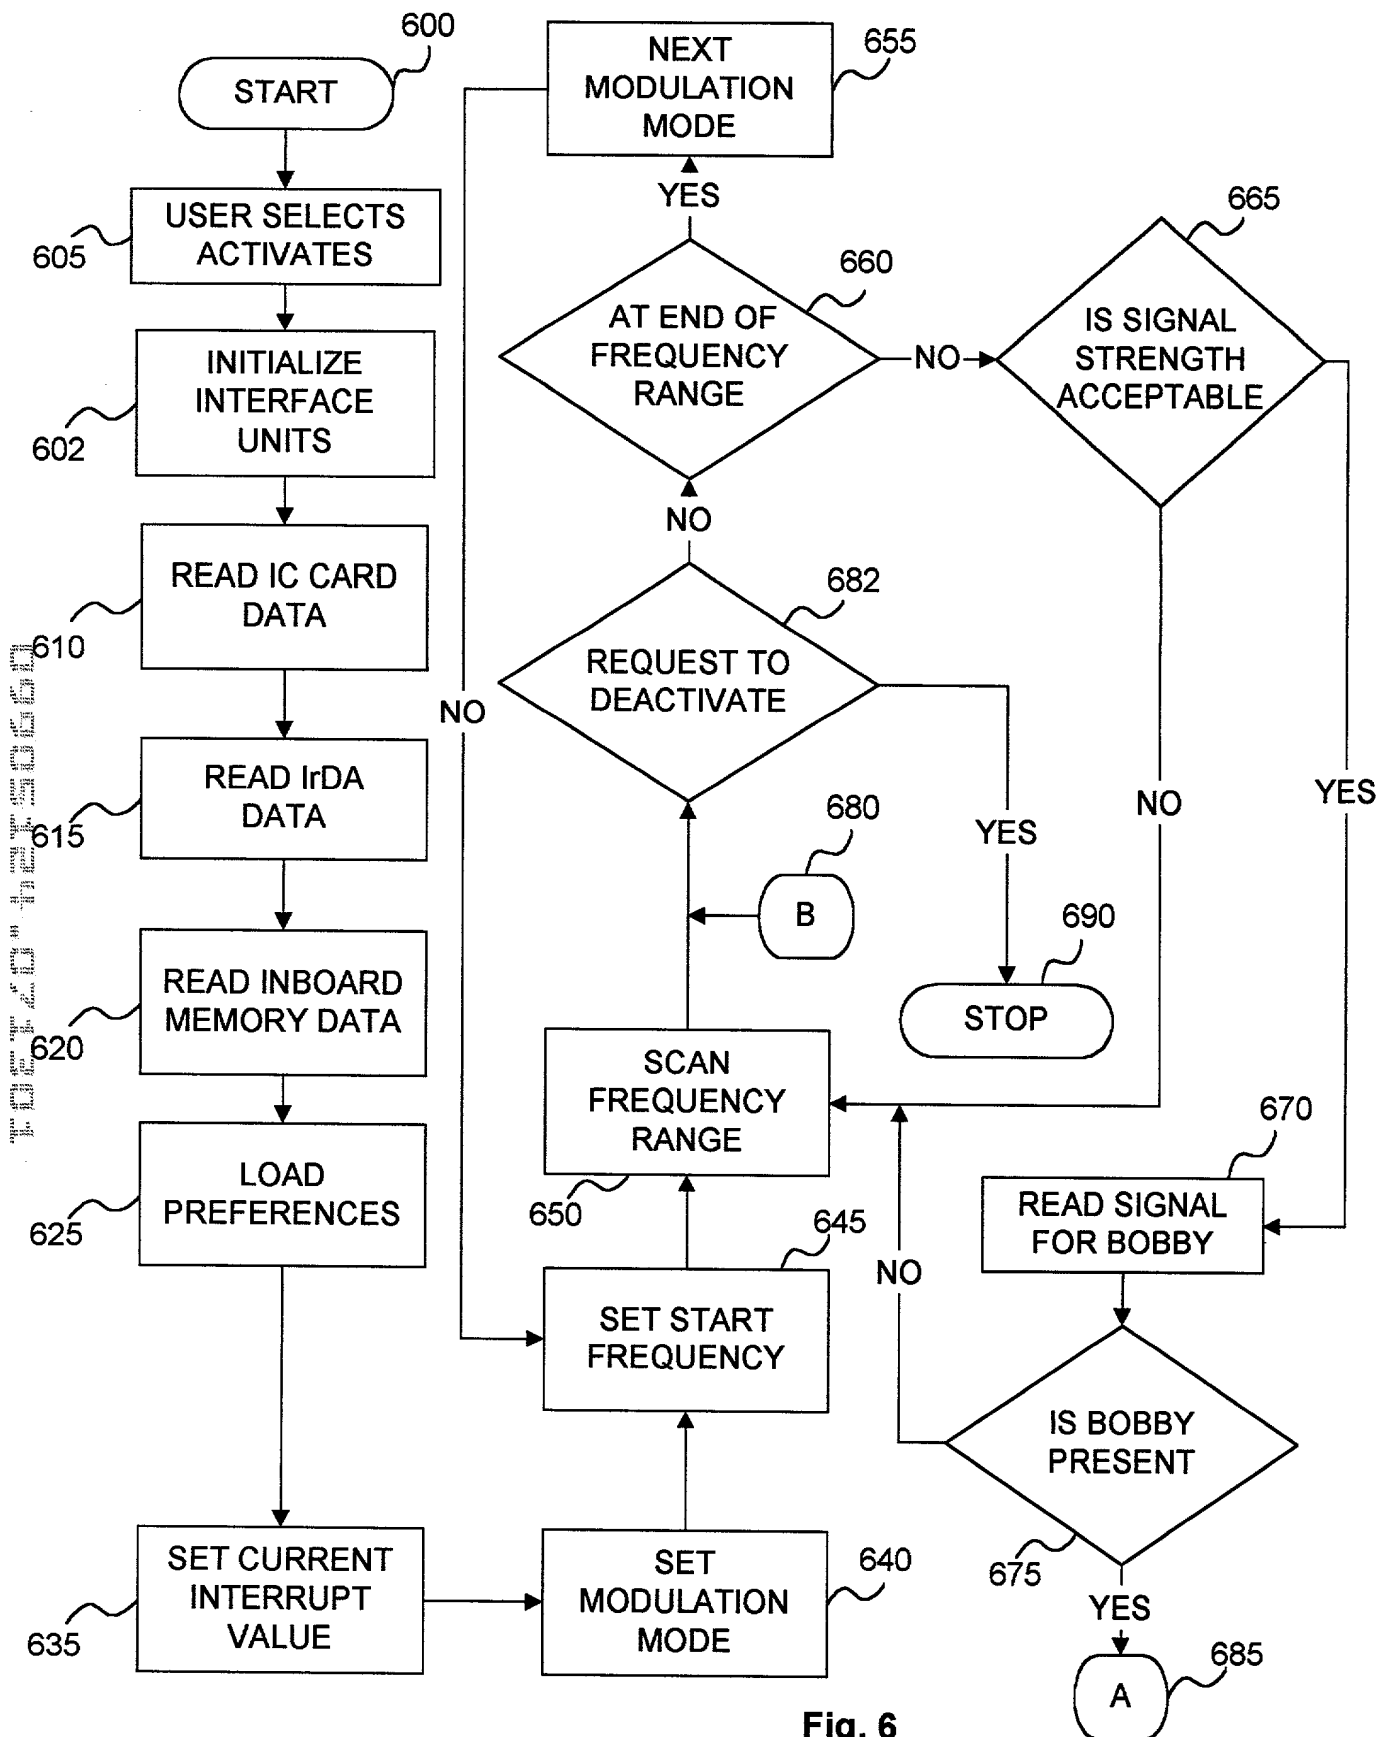 600
START
USER SELECTS
ACTIVATES
605
INITIALIZE
INTERFACE
UNITS
602
READ IC CARD
DATA
610
READ IrDA
DATA
615
READ INBOARD
MEMORY DATA
620
LOAD
PREFERENCES
625
SET CURRENT
INTERRUPT
VALUE
635
SET
MODULATION
MODE
640
SET START
FREQUENCY
645
SCAN
FREQUENCY
RANGE
650
B
680
REQUEST TO
DEACTIVATE
682
YES
STOP
690
NO
AT END OF
FREQUENCY
RANGE
660
YES
NEXT
MODULATION
MODE
655
NO
NO
IS SIGNAL
STRENGTH
ACCEPTABLE
665
NO
YES
READ SIGNAL
FOR BOBBY
670
IS BOBBY
PRESENT
675
NO
YES
A
685
Fig. 6